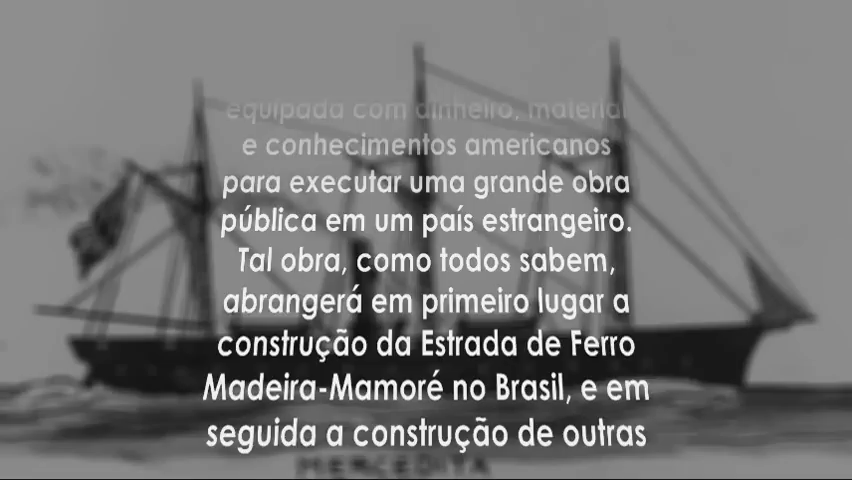 equipada com dinheiro, material
e conhecimentos americanos
para executar uma grande obra
pública em um país estrangeiro.
Tal obra, como todos sabem,
abrangerá em primeiro lugar a
construção da Estrada de Ferro
Madeira-Mamoré no Brasil, e em
seguida a construção de outras
MERCEDITA